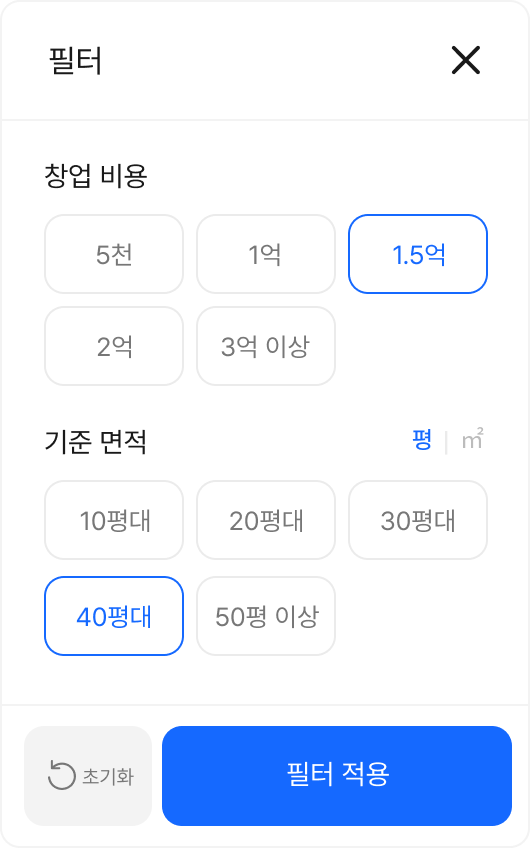 필터
창업 비용
5천 1억 1.5억
2억 3억 이상
기준 면적 평 | ㎡
10평대 20평대 30평대
40평대 50평 이상
초기화 필터 적용